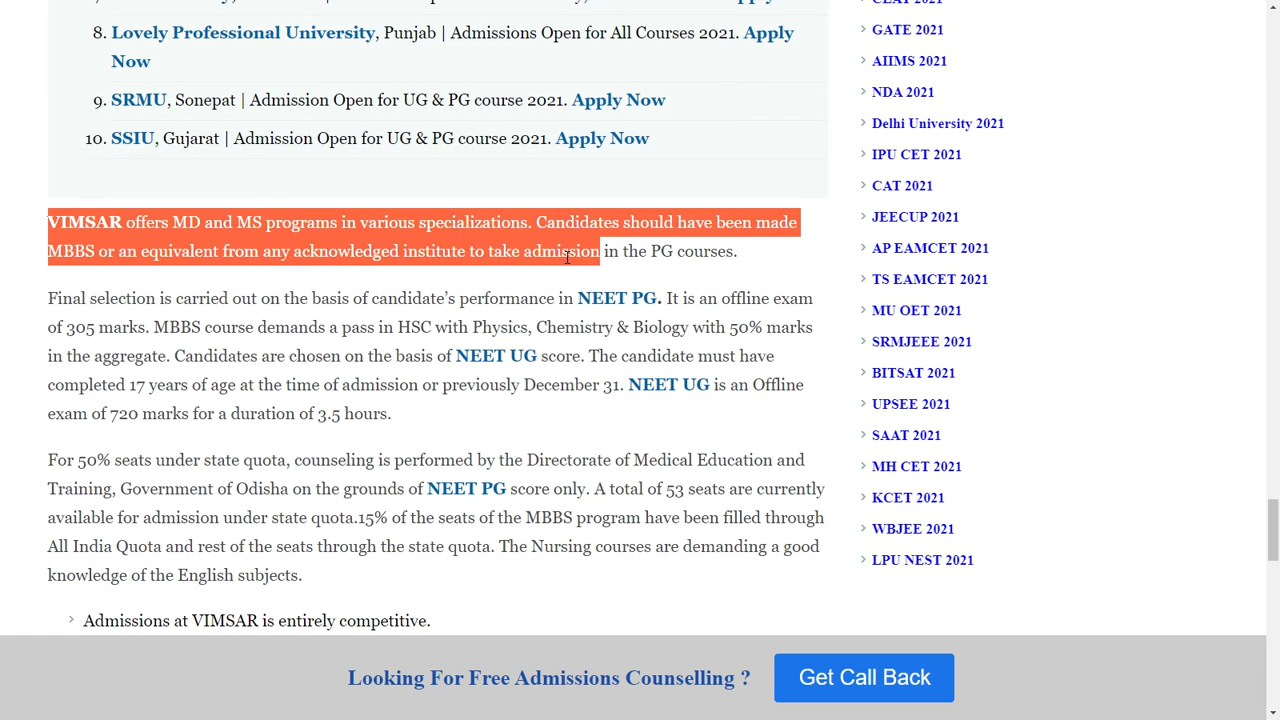 8. Lovely Professional University, Punjab | Admissions Open for All Courses 2021. Apply
Now
9. SRMU, Sonepat | Admission Open for UG & PG course 2021. Apply Now
10. SSIU, Gujarat | Admission Open for UG & PG course 2021. Apply Now
VIMSAR offers MD and MS programs in various specializations. Candidates should have been made
MBBS or an equivalent from any acknowledged institute to take admission in the PG courses.
Final selection is carried out on the basis of candidate's performance in NEET PG. It is an offline exam
of 305 marks. MBBS course demands a pass in HSC with Physics, Chemistry & Biology with 50% marks
in the aggregate. Candidates are chosen on the basis of NEET UG score. The candidate must have
completed 17 years of age at the time of admission or previously December 31. NEET UG is an Offline
exam of 720 marks for a duration of 3.5 hours.
For 50% seats under state quota, counseling is performed by the Directorate of Medical Education and
Training, Government of Odisha on the grounds of NEET PG score only. A total of 53 seats are currently
available for admission under state quota.15% of the seats of the MBBS program have been filled through
All India Quota and rest of the seats through the state quota. The Nursing courses are demanding a good
knowledge of the English subjects.
Admissions at VIMSAR is entirely competitive.
GATE 2021
AIIMS 2021
NDA 2021
Delhi University 2021
IPU CET 2021
CAT 2021
JEECUP 2021
AP EAMCET 2021
TS EAMCET 2021
MU OET 2021
SRMJEEE 2021
BITSAT 2021
UPSEE 2021
SAAT 2021
MH CET 2021
KCET 2021
WBJEE 2021
LPU NEST 2021
Looking For Free Admissions Counselling ?
Get Call Back